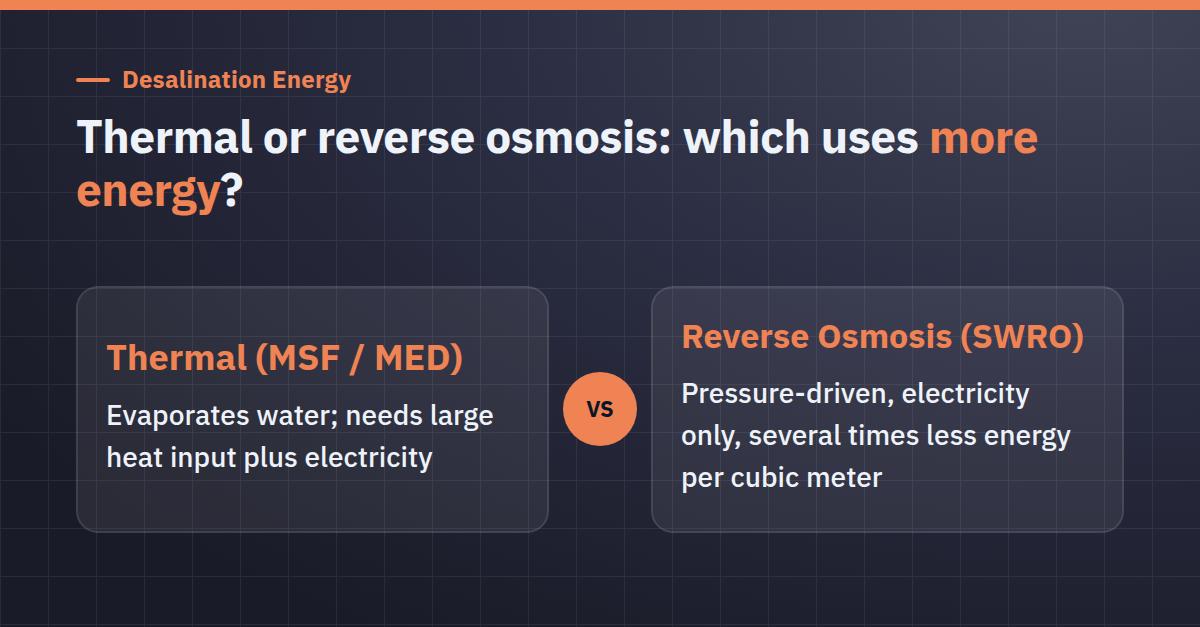 Desalination Energy
Thermal or reverse osmosis: which uses more
energy?
Thermal (MSF / MED)
Evaporates water; needs large
heat input plus electricity
VS
Reverse Osmosis (SWRO)
Pressure-driven, electricity
only, several times less energy
per cubic meter